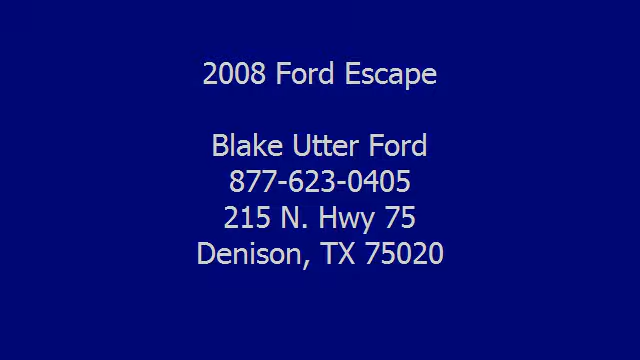 2008 Ford Escape
Blake Utter Ford
877-623-0405
215 N. Hwy 75
Denison, TX 75020